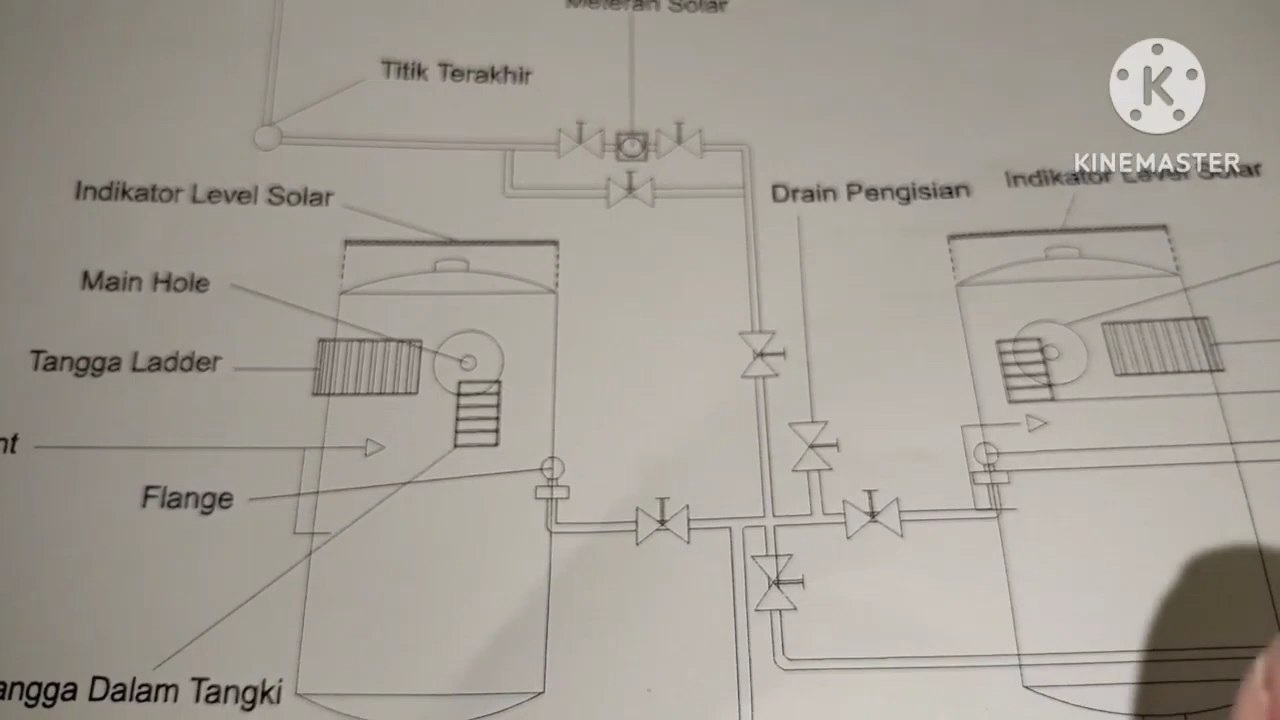 Meteran Solar
Titik Terakhir
KINEMASTER
Indikator Level Solar
Indikator Level Solar
Drain Pengisian
Main Hole
Tangga Ladder
nt
Flange
angga Dalam Tangki